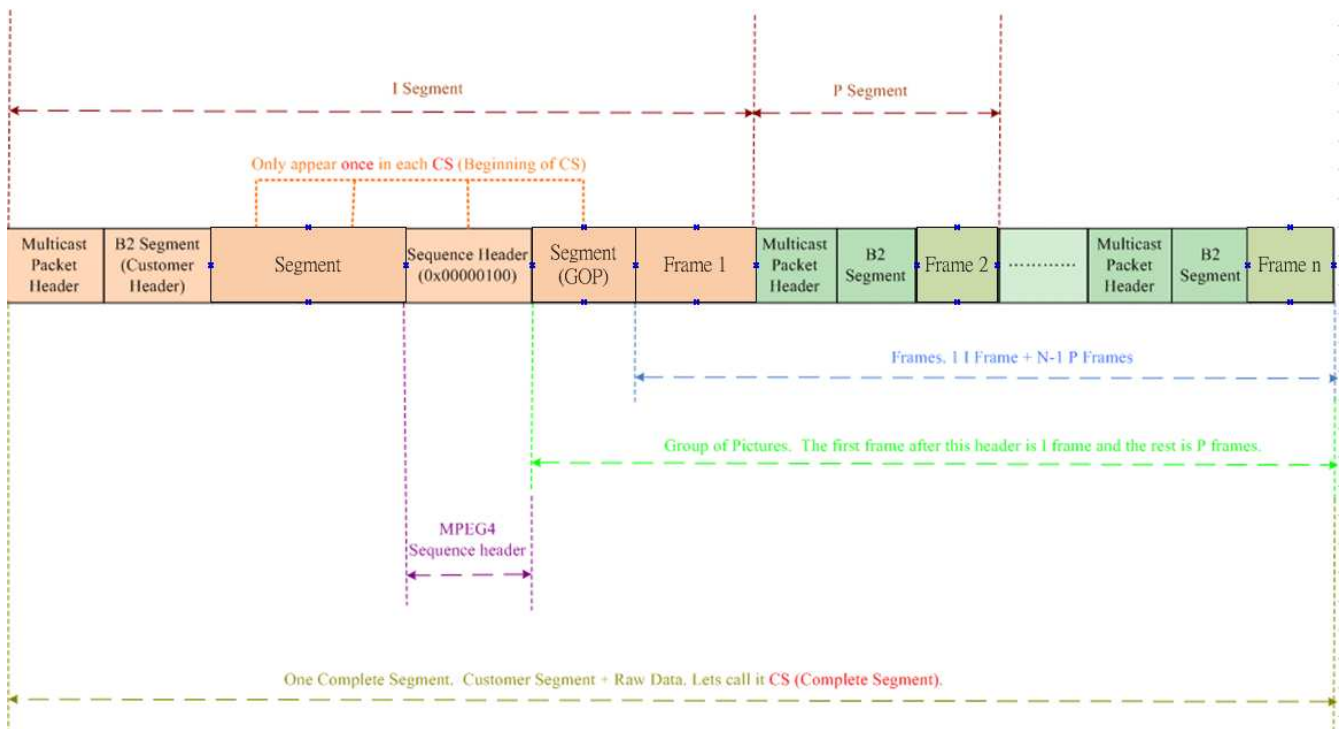 I Segment
P Segment
Only appear once in each CS (Beginning of CS)
Multicast
Packet
Header
B2 Segment
(Customer
Header)
Segment
Sequence Header
(0x00000100)
Segment
(GOP)
Frame 1
Multicast
Packet
Header
B2
Segment
Frame 2
............
Multicast
Packet
Header
B2
Segment
Frame n
Frames. 1 I Frame + N-1 P Frames
Group of Pictures. The first frame after this header is I frame and the rest is P frames.
MPEG4
Sequence header
One Complete Segment. Customer Segment + Raw Data. Lets call it CS (Complete Segment).